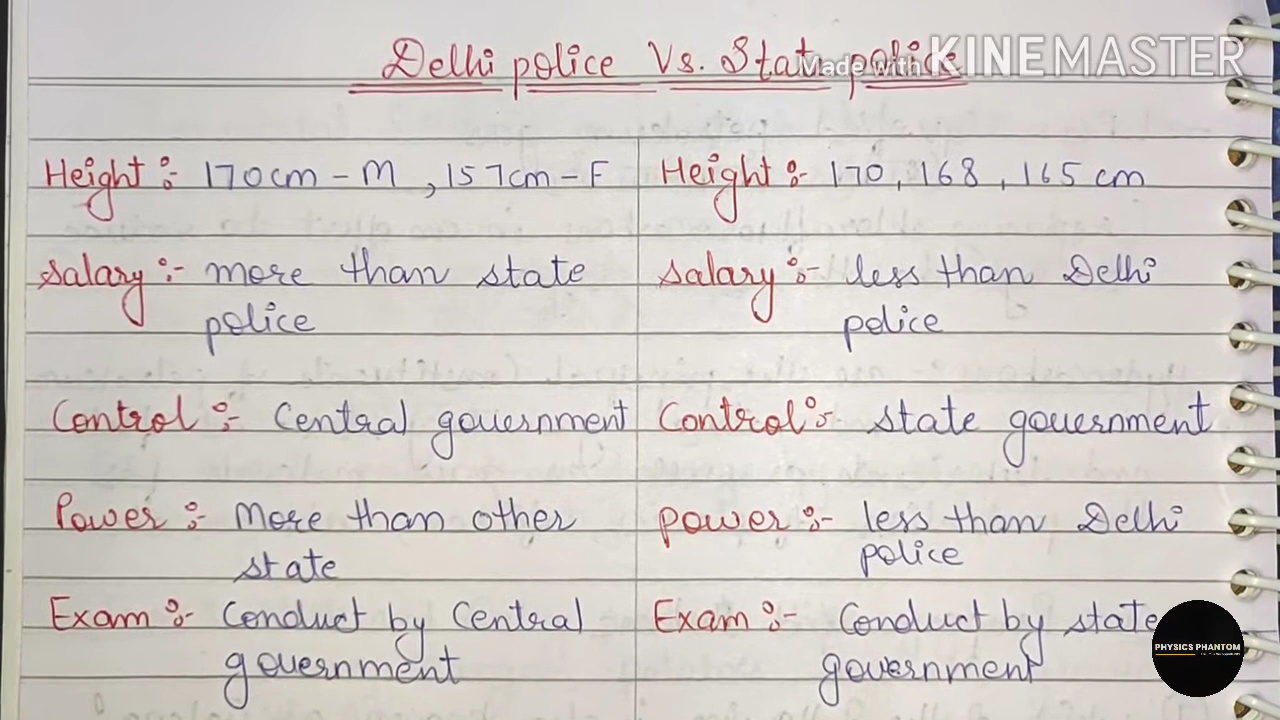 Delhi police Vs. State police
Made with KINEMASTER
Height :- 170cm - M , 157cm - F
Salary :- more than state
police
Control :- Central government
Power :- More than other
state
Exam :- Conduct by Central
government
Height :- 170, 168, 165 cm
Salary :- less than Delhi
police
Control :- state government
power :- less than Delhi
police
Exam :- Conduct by state
government
PHYSICS PHANTOM